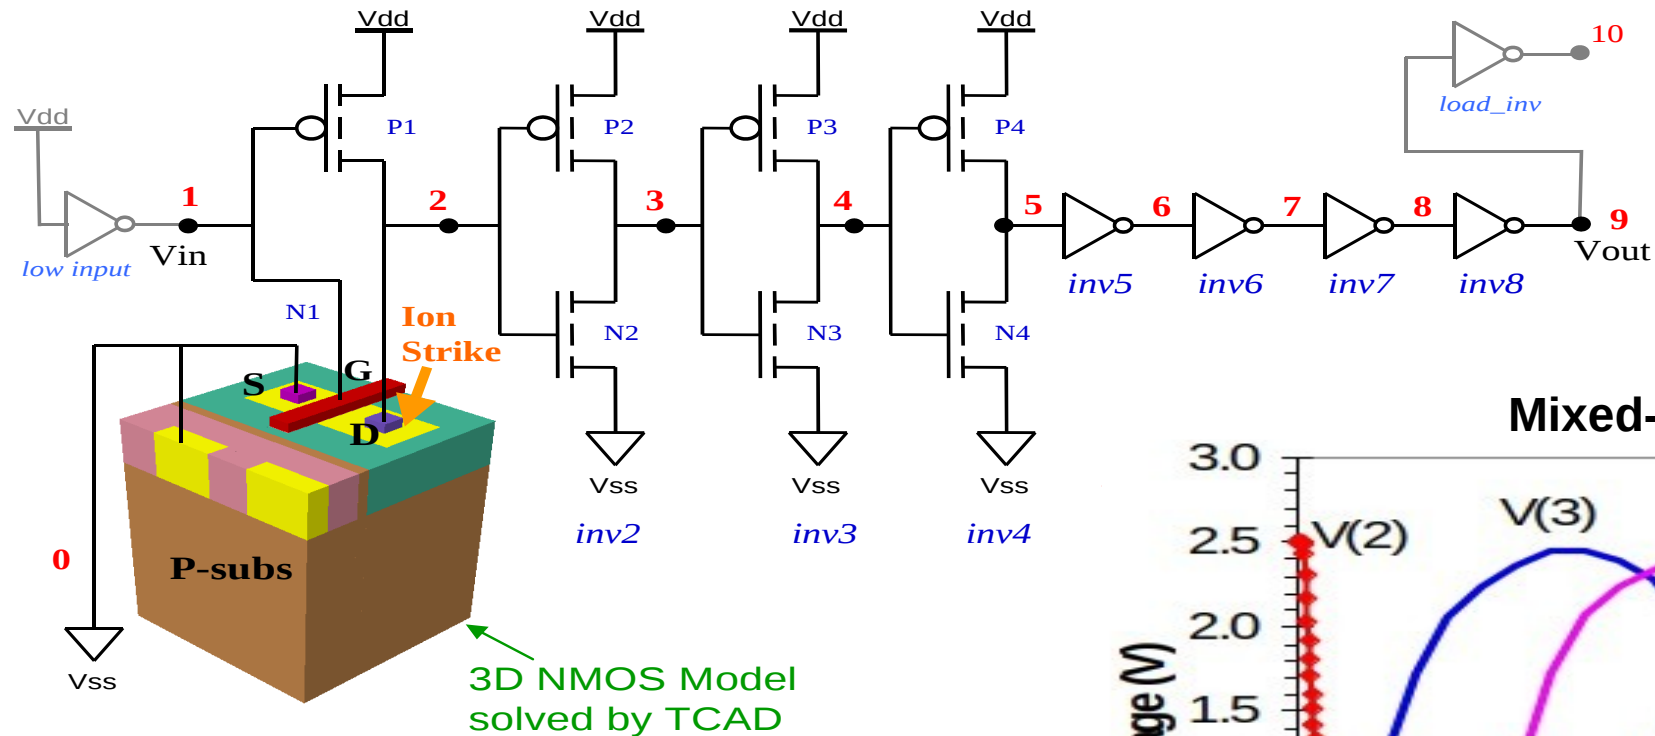 Vdd
Vdd
Vdd
Vdd
10
load_inv
Vdd
P1
P2
P3
P4
1
2
3
4
5
6
7
8
9
Vin
Vout
low input
inv5
inv6
inv7
inv8
N1
Ion
Strike
N2
N3
N4
S
G
D
Vss
Vss
Vss
inv2
inv3
inv4
0
P-subs
Vss
3D NMOS Model
solved by TCAD
Mixed-
3.0
V(3)
2.5
V(2)
2.0
age (V)
1.5